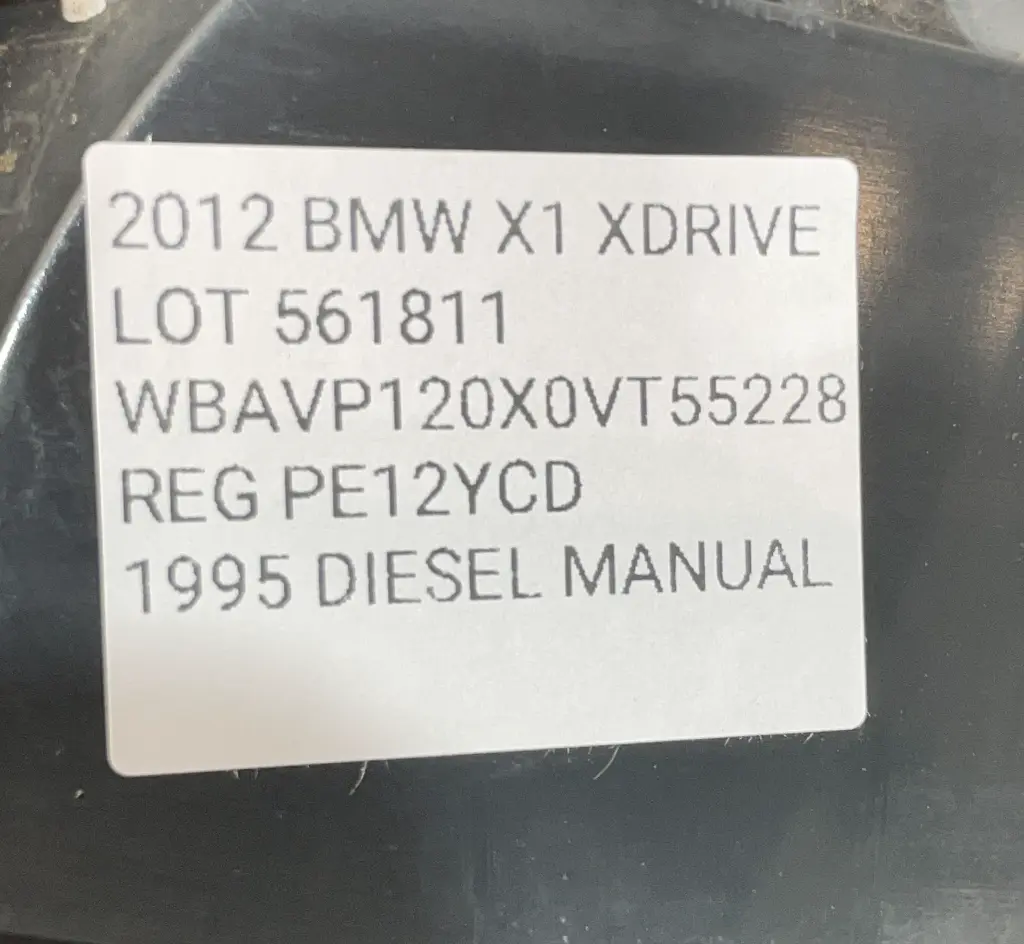 2012 BMW X1 XDRIVE
LOT 561811
WBAVP120X0VT55228
REG PE12YCD
1995 DIESEL MANUAL